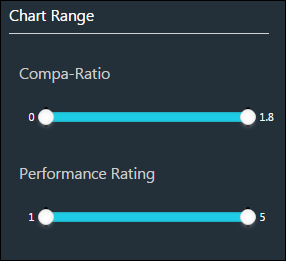 Chart Range
Compa-Ratio
0 1.8
Performance Rating
1 5